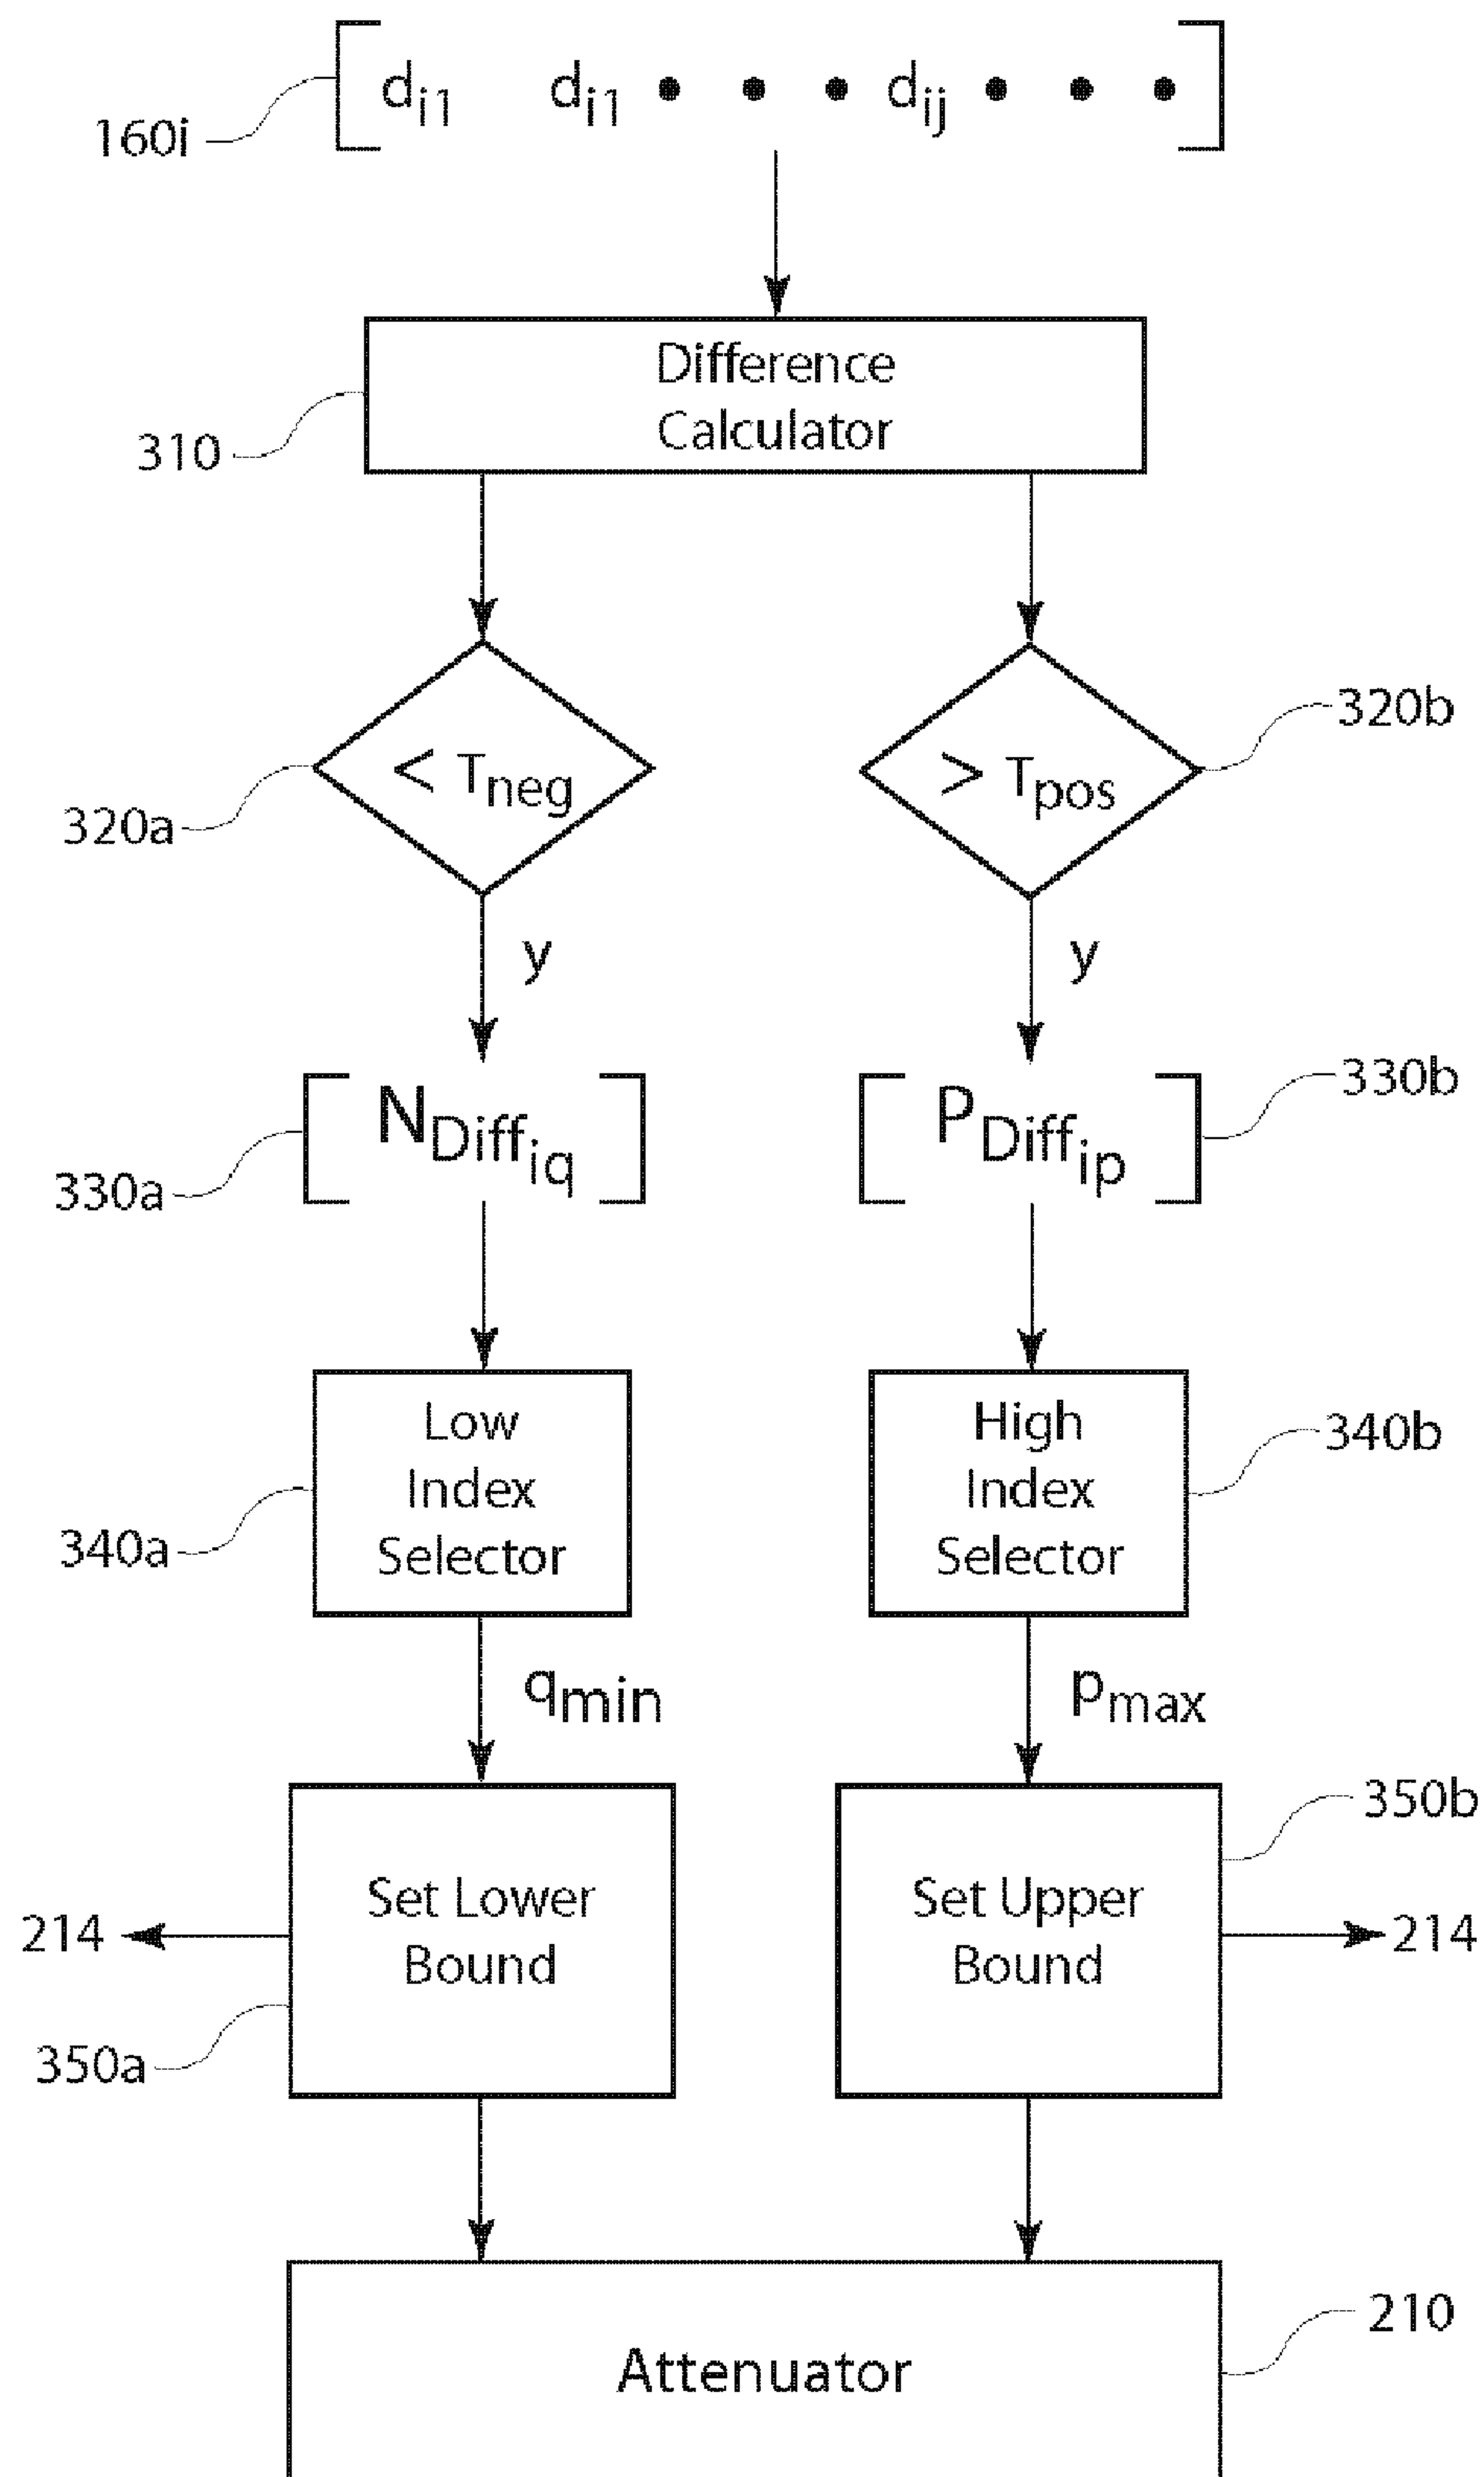 d_i1 d_i1 • • • d_ij • • •
160i
Difference
Calculator
310
< T_neg
> T_pos
320b
320a
y
y
N_Diff_iq
P_Diff_ip
330b
330a
Low
Index
Selector
High
Index
Selector
340b
340a
q_min
p_max
350b
Set Lower
Bound
Set Upper
Bound
214
214
350a
210
Attenuator